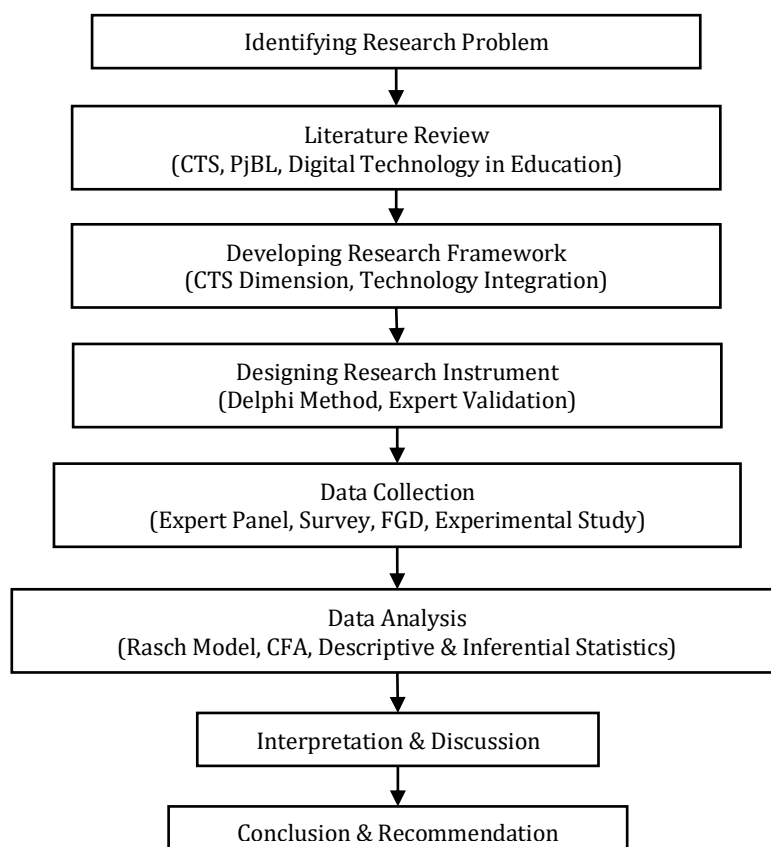 Identifying Research Problem
Literature Review
(CTS, PjBL, Digital Technology in Education)
Developing Research Framework
(CTS Dimension, Technology Integration)
Designing Research Instrument
(Delphi Method, Expert Validation)
Data Collection
(Expert Panel, Survey, FGD, Experimental Study)
Data Analysis
(Rasch Model, CFA, Descriptive & Inferential Statistics)
Interpretation & Discussion
Conclusion & Recommendation